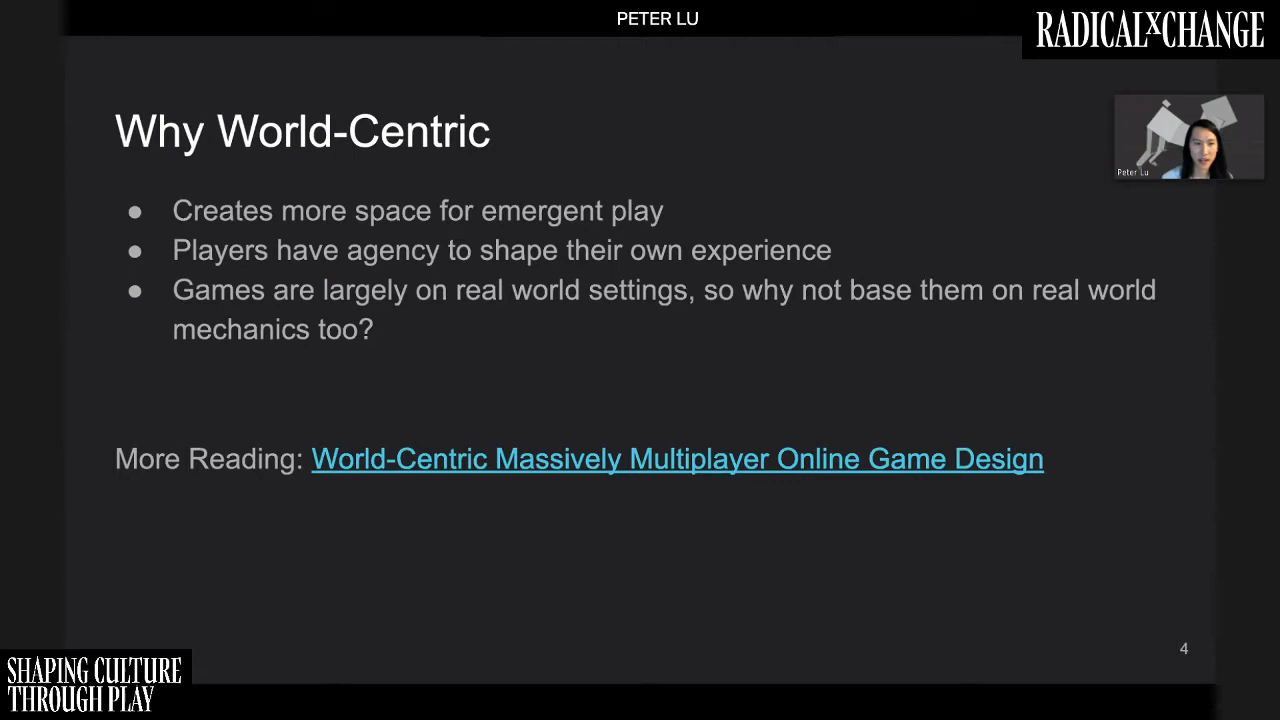 PETER LU
RADICALXCHANGE
Why World-Centric
Peter Lu
● Creates more space for emergent play
● Players have agency to shape their own experience
● Games are largely on real world settings, so why not base them on real world
mechanics too?
More Reading: World-Centric Massively Multiplayer Online Game Design
4
SHAPING CULTURE
THROUGH PLAY